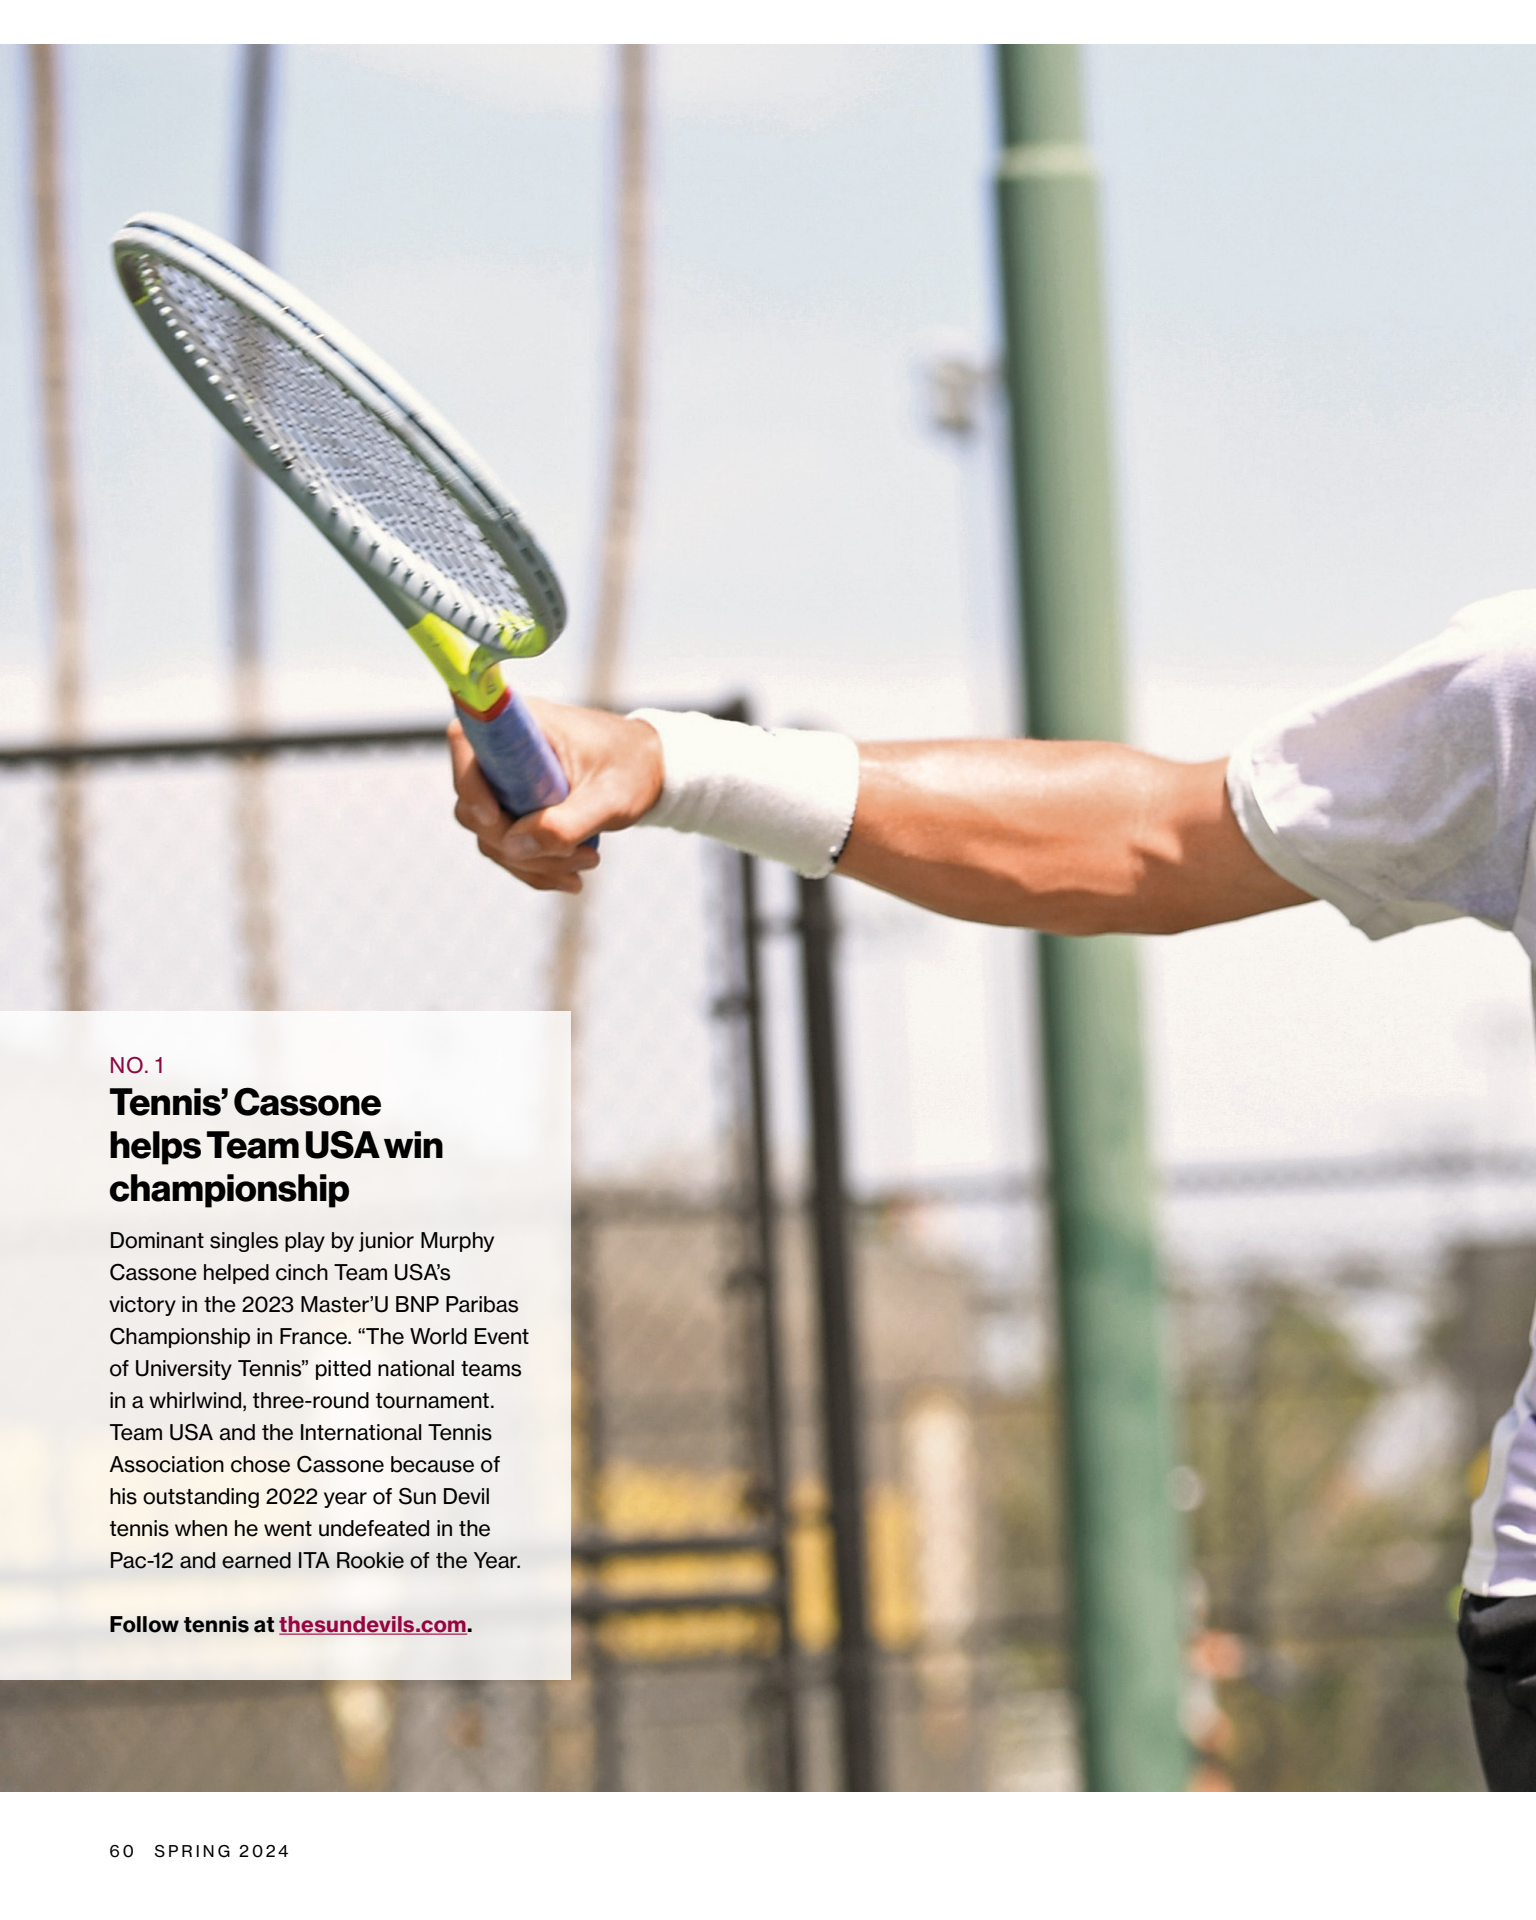 NO. 1
Tennis’ Cassone
helps Team USA win
championship
Dominant singles play by junior Murphy
Cassone helped cinch Team USA’s
victory in the 2023 Master’U BNP Paribas
Championship in France. “The World Event
of University Tennis” pitted national teams
in a whirlwind, three-round tournament.
Team USA and the International Tennis
Association chose Cassone because of
his outstanding 2022 year of Sun Devil
tennis when he went undefeated in the
Pac-12 and earned ITA Rookie of the Year.
Follow tennis at thesundevils.com.
60 SPRING 2024